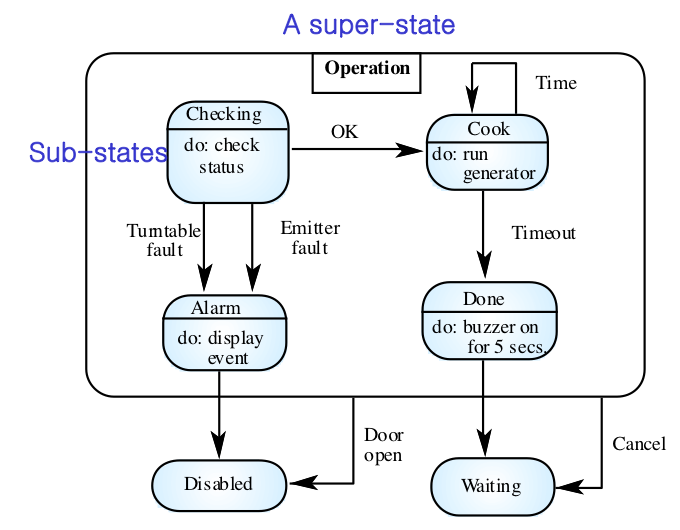 A super-state
Operation
Time
Checking
do: check
status
Sub-states
OK
Cook
do: run
generator
Turntable
fault
Emitter
fault
Timeout
Alarm
do: display
event
Done
do: buzzer on
for 5 secs.
Door
open
Cancel
Disabled
Waiting